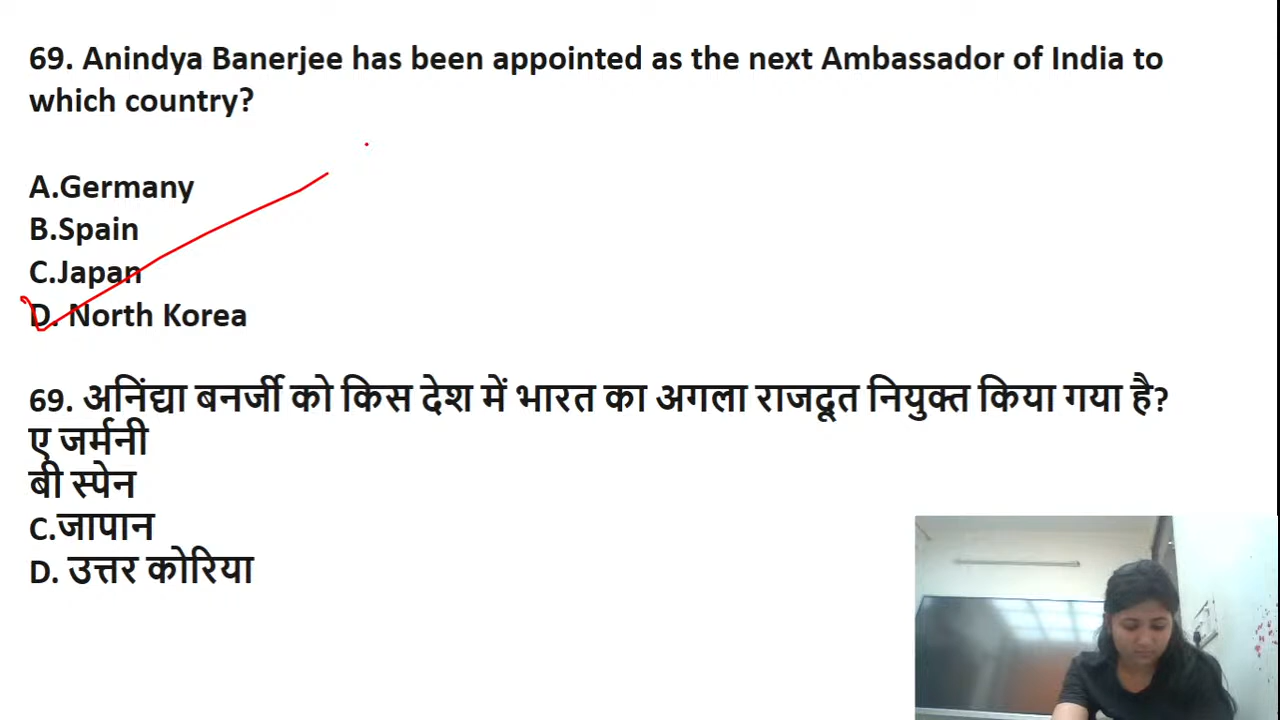 69. Anindya Banerjee has been appointed as the next Ambassador of India to
which country?
A.Germany
B.Spain
C.Japan
D. North Korea
69. अनिंद्या बनर्जी को किस देश में भारत का अगला राजदूत नियुक्त किया गया है?
ए जर्मनी
बी स्पेन
C.जापान
D. उत्तर कोरिया